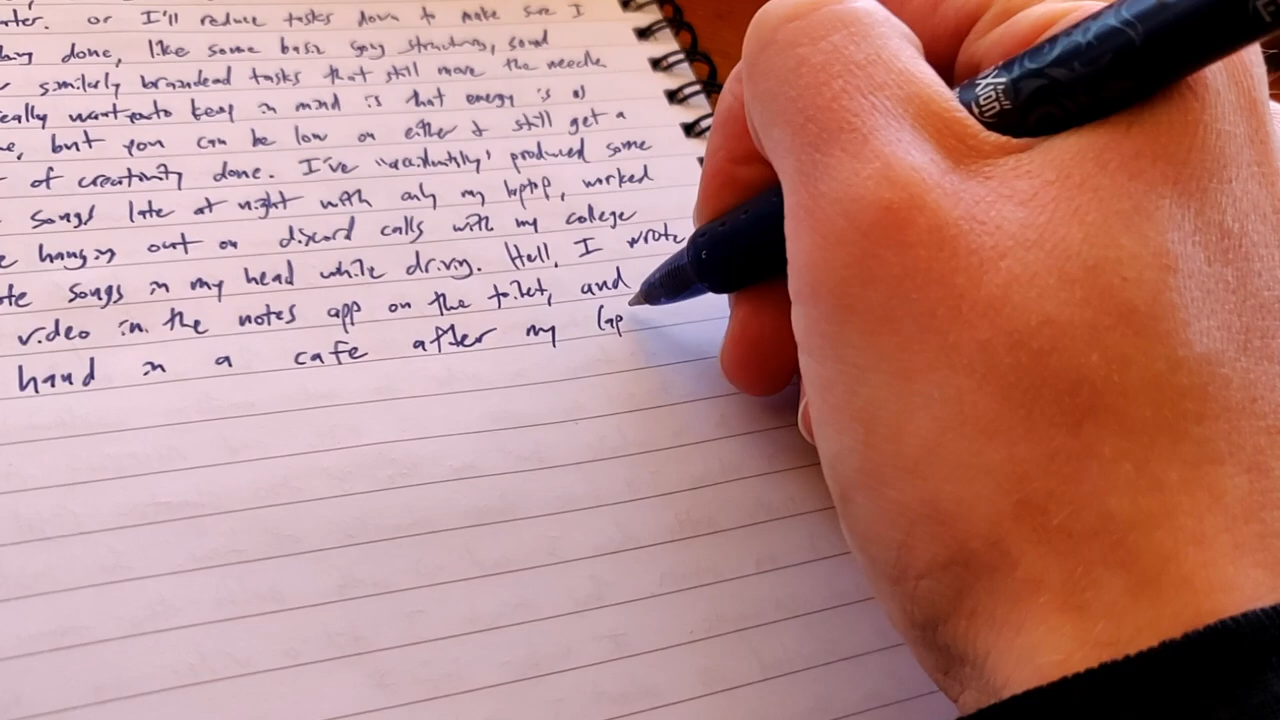 or I'll reduce tasks down to make sure I
done, like some basic song structures, sound
similarly braindead tasks that still move the needle
want you to keep in mind is that energy is
but you can be low on either & still get a
of creativity done. I've "accidentally" produced some
songs late at night with only my laptop, worked
hanging out on discord calls with my college
songs in my head while driving. Hell, I wrote
video in the notes app on the toilet, and
hand in a cafe after my lap